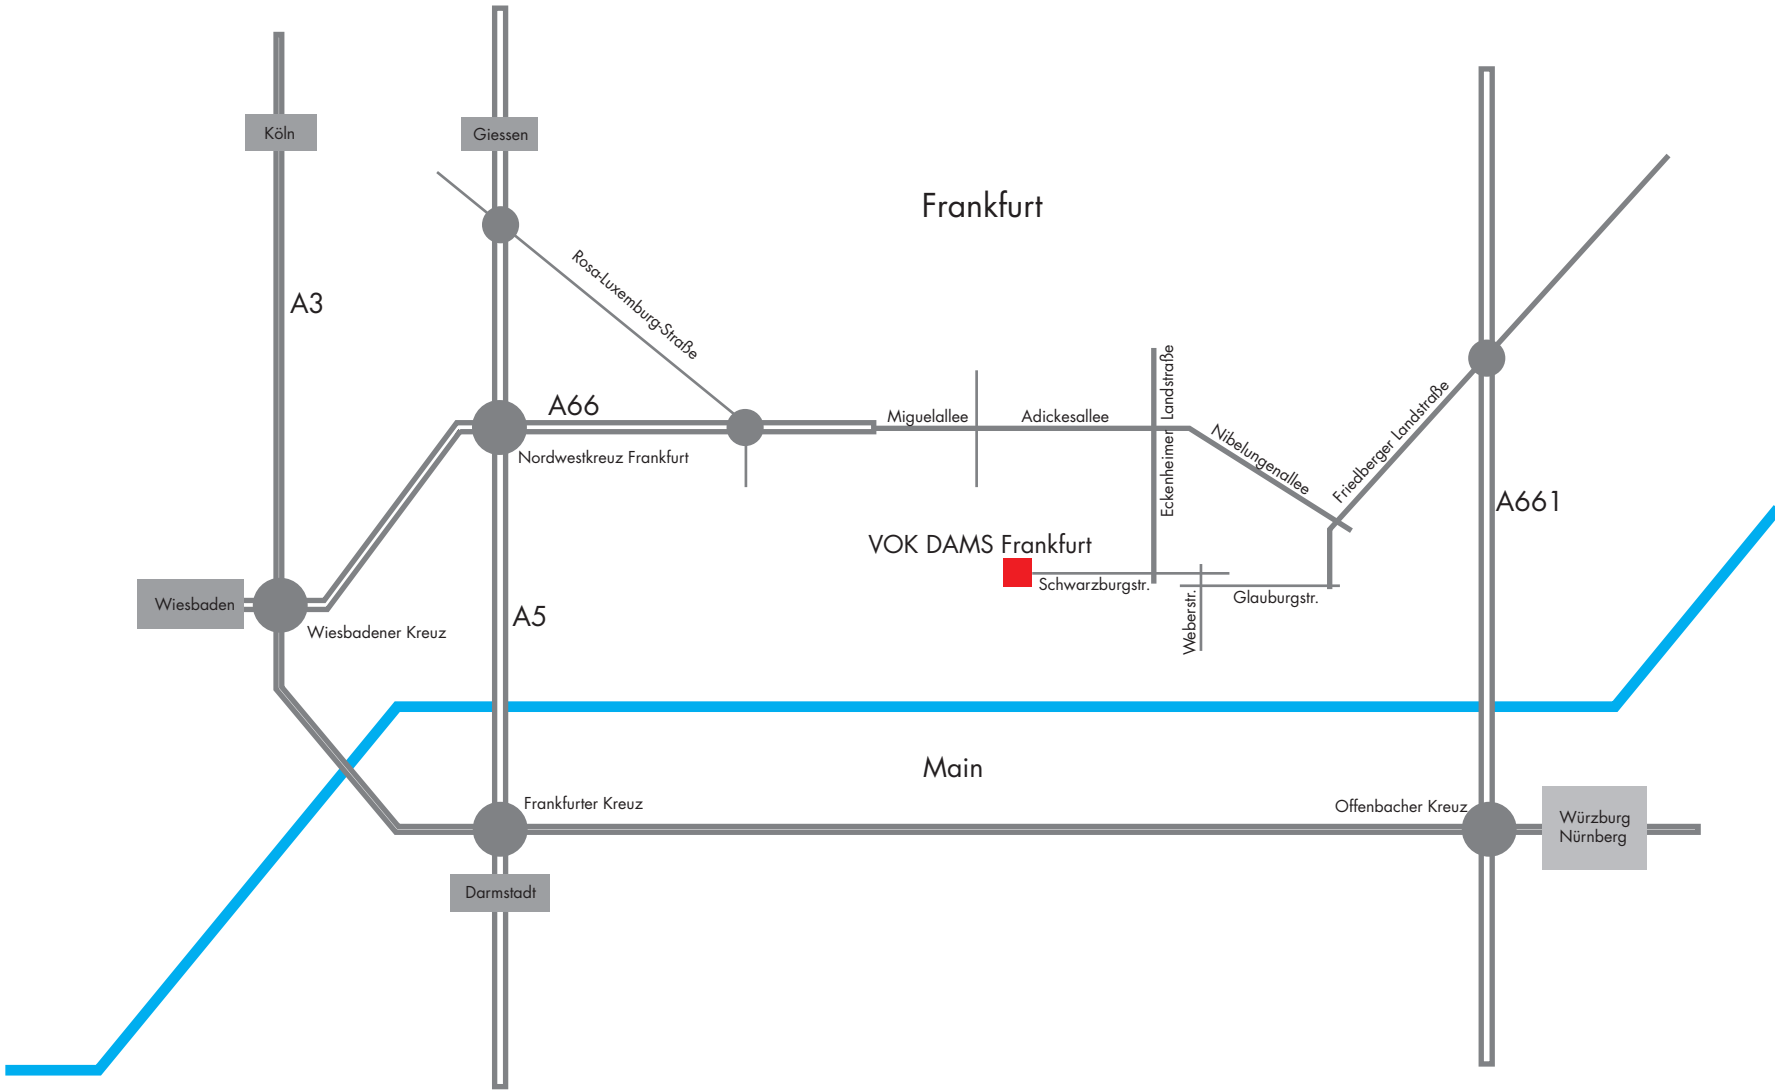 Köln
Giessen
Frankfurt
Rosa-Luxemburg-Straße
A3
A66
Miguelallee
Adickesallee
Eckenheimer Landstraße
Nibelungenallee
Friedberger Landstraße
Nordwestkreuz Frankfurt
A661
VOK DAMS Frankfurt
Schwarzburgstr.
Weberstr.
Glauburgstr.
Wiesbaden
Wiesbadener Kreuz
A5
Main
Frankfurter Kreuz
Offenbacher Kreuz
Würzburg
Nürnberg
Darmstadt